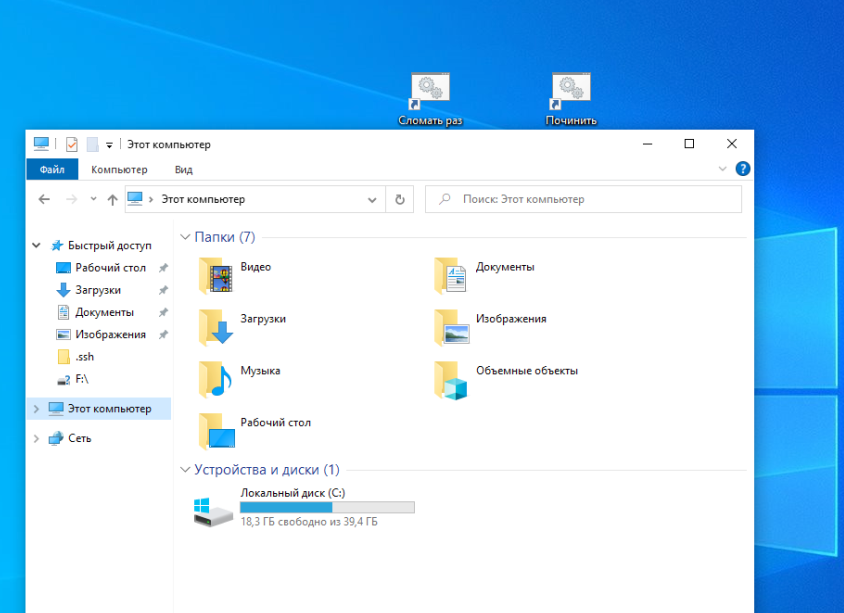 Сломать раз
Починить
Этот компьютер
Файл
Компьютер
Вид
Этот компьютер
Поиск: Этот компьютер
Быстрый доступ
Рабочий стол
Загрузки
Документы
Изображения
.ssh
F:\
Этот компьютер
Сеть
Папки (7)
Видео
Документы
Загрузки
Изображения
Музыка
Объемные объекты
Рабочий стол
Устройства и диски (1)
Локальный диск (C:)
18,3 ГБ свободно из 39,4 ГБ